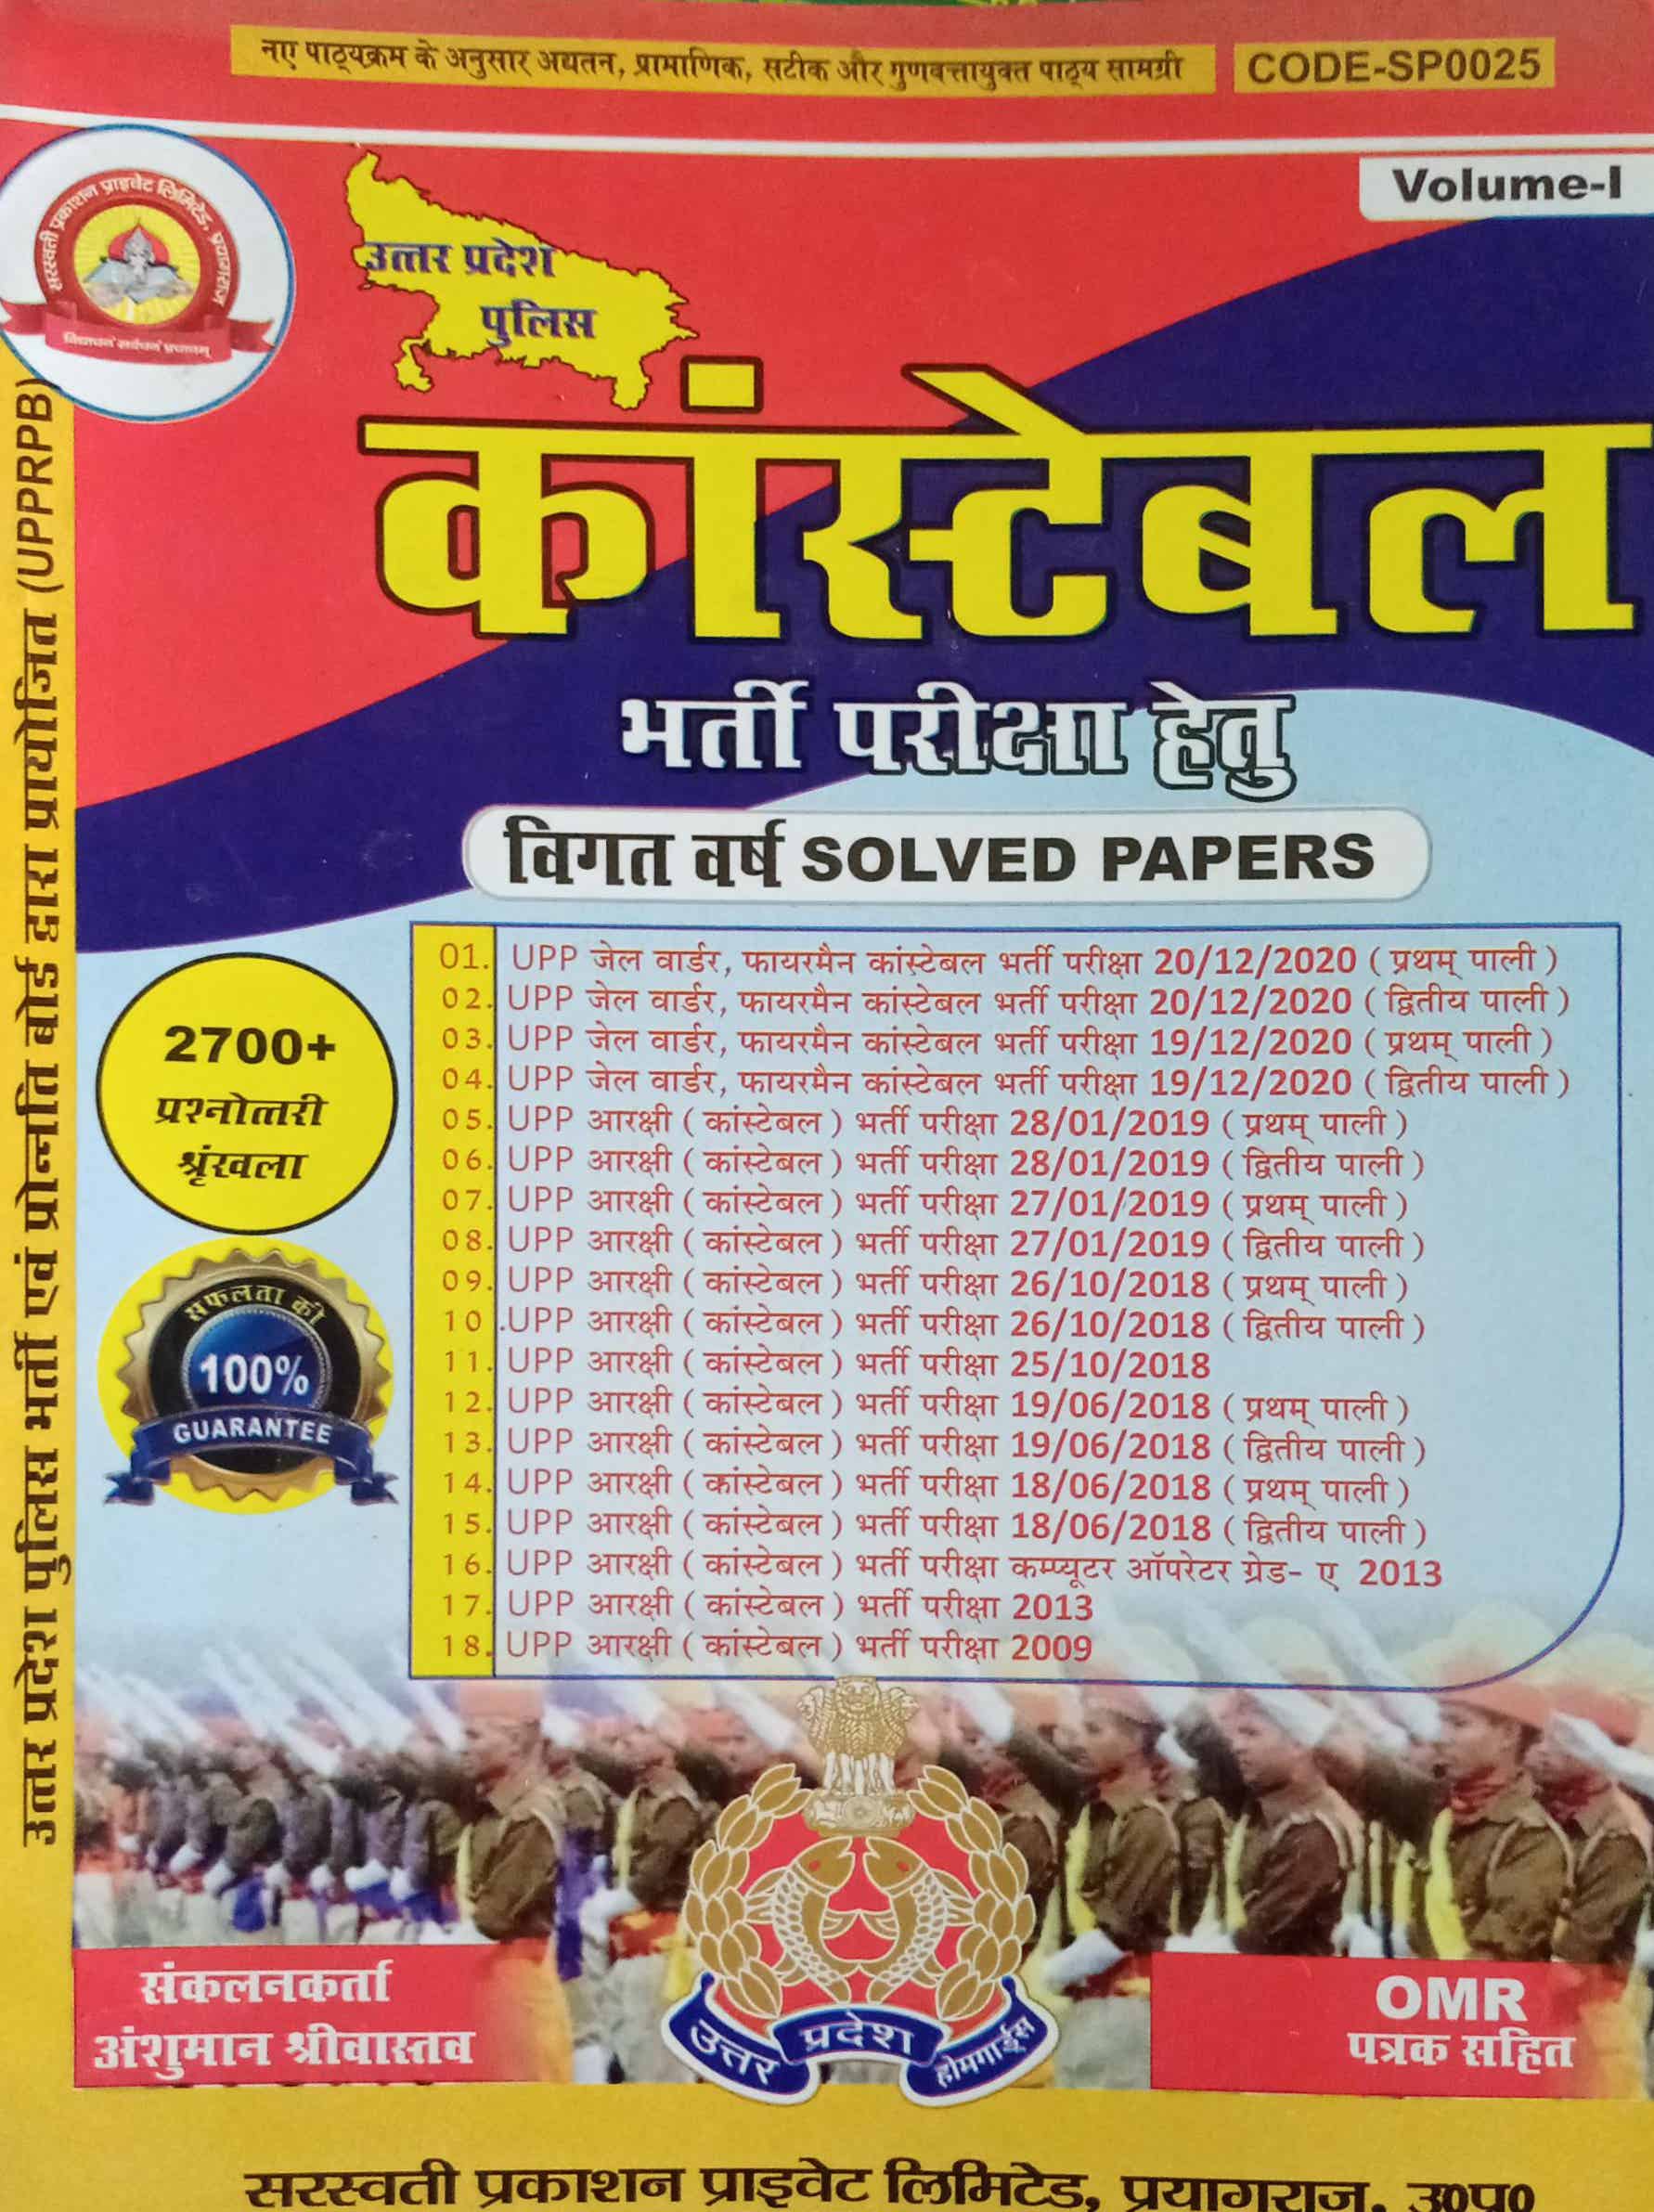 नए पाठ्यक्रम के अनुसार अद्यतन, प्रामाणिक, सटीक और गुणवत्तायुक्त पाठ्य सामग्री
CODE-SP0025
Volume-I
सरस्वती प्रकाशन प्राइवेट लिमिटेड, प्रयागराज
उत्तर प्रदेश
पुलिस
कांस्टेबल
भर्ती परीक्षा हेतु
विगत वर्ष SOLVED PAPERS
उत्तर प्रदेश पुलिस भर्ती एवं प्रोन्नति बोर्ड द्वारा प्रायोजित (UPPRPB)
2700+
प्रश्नोत्तरी
श्रृंखला
सफलता की
100%
GUARANTEE
01. UPP जेल वार्डर, फायरमैन कांस्टेबल भर्ती परीक्षा 20/12/2020 ( प्रथम् पाली )
02. UPP जेल वार्डर, फायरमैन कांस्टेबल भर्ती परीक्षा 20/12/2020 ( द्वितीय पाली )
03. UPP जेल वार्डर, फायरमैन कांस्टेबल भर्ती परीक्षा 19/12/2020 ( प्रथम् पाली )
04. UPP जेल वार्डर, फायरमैन कांस्टेबल भर्ती परीक्षा 19/12/2020 ( द्वितीय पाली )
05. UPP आरक्षी ( कांस्टेबल ) भर्ती परीक्षा 28/01/2019 ( प्रथम् पाली )
06. UPP आरक्षी ( कांस्टेबल ) भर्ती परीक्षा 28/01/2019 ( द्वितीय पाली )
07. UPP आरक्षी ( कांस्टेबल ) भर्ती परीक्षा 27/01/2019 ( प्रथम् पाली )
08. UPP आरक्षी ( कांस्टेबल ) भर्ती परीक्षा 27/01/2019 ( द्वितीय पाली )
09. UPP आरक्षी ( कांस्टेबल ) भर्ती परीक्षा 26/10/2018 ( प्रथम् पाली )
10 .UPP आरक्षी ( कांस्टेबल ) भर्ती परीक्षा 26/10/2018 ( द्वितीय पाली )
11. UPP आरक्षी ( कांस्टेबल ) भर्ती परीक्षा 25/10/2018
12. UPP आरक्षी ( कांस्टेबल ) भर्ती परीक्षा 19/06/2018 ( प्रथम् पाली )
13. UPP आरक्षी ( कांस्टेबल ) भर्ती परीक्षा 19/06/2018 ( द्वितीय पाली )
14. UPP आरक्षी ( कांस्टेबल ) भर्ती परीक्षा 18/06/2018 ( प्रथम् पाली )
15. UPP आरक्षी ( कांस्टेबल ) भर्ती परीक्षा 18/06/2018 ( द्वितीय पाली )
16. UPP आरक्षी ( कांस्टेबल ) भर्ती परीक्षा कम्प्यूटर ऑपरेटर ग्रेड- ए 2013
17. UPP आरक्षी ( कांस्टेबल ) भर्ती परीक्षा 2013
18. UPP आरक्षी ( कांस्टेबल ) भर्ती परीक्षा 2009
संकलनकर्ता
अंशुमान श्रीवास्तव
उत्तर प्रदेश होमगार्ड्स
OMR
पत्रक सहित
सरस्वती प्रकाशन प्राइवेट लिमिटेड, प्रयागराज, उ०प्र०